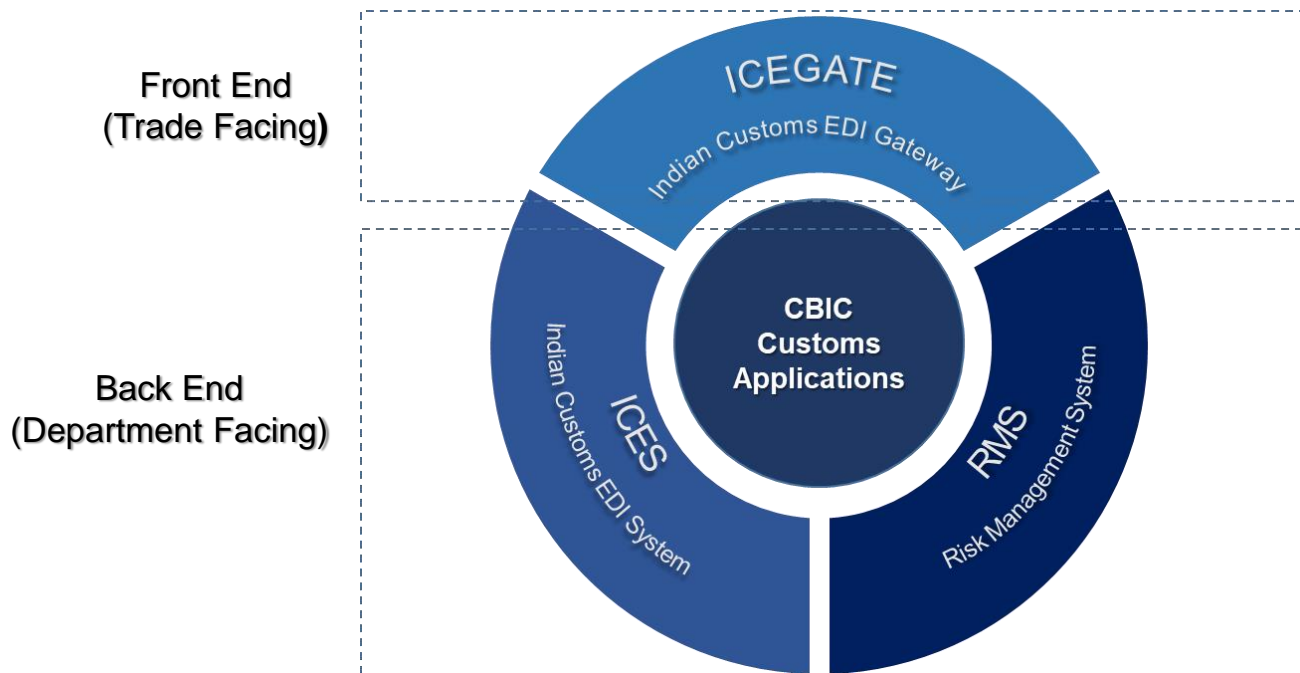 Front End
(Trade Facing)
ICEGATE
Indian Customs EDI Gateway
CBIC
Customs
Applications
Back End
(Department Facing)
ICES
Indian Customs EDI System
RMS
Risk Management System